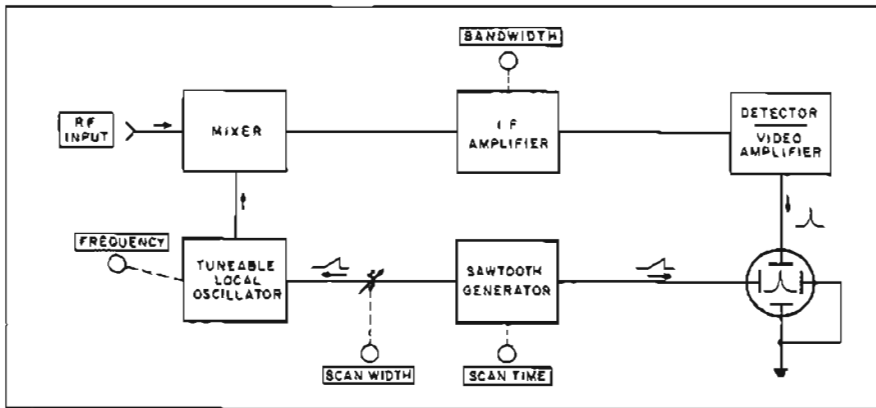 BANDWIDTH
RF
INPUT
MIXER
I F
AMPLIFIER
DETECTOR
VIDEO
AMPLIFIER
FREQUENCY
TUNEABLE
LOCAL
OSCILLATOR
SAWTOOTH
GENERATOR
SCAN WIDTH
SCAN TIME